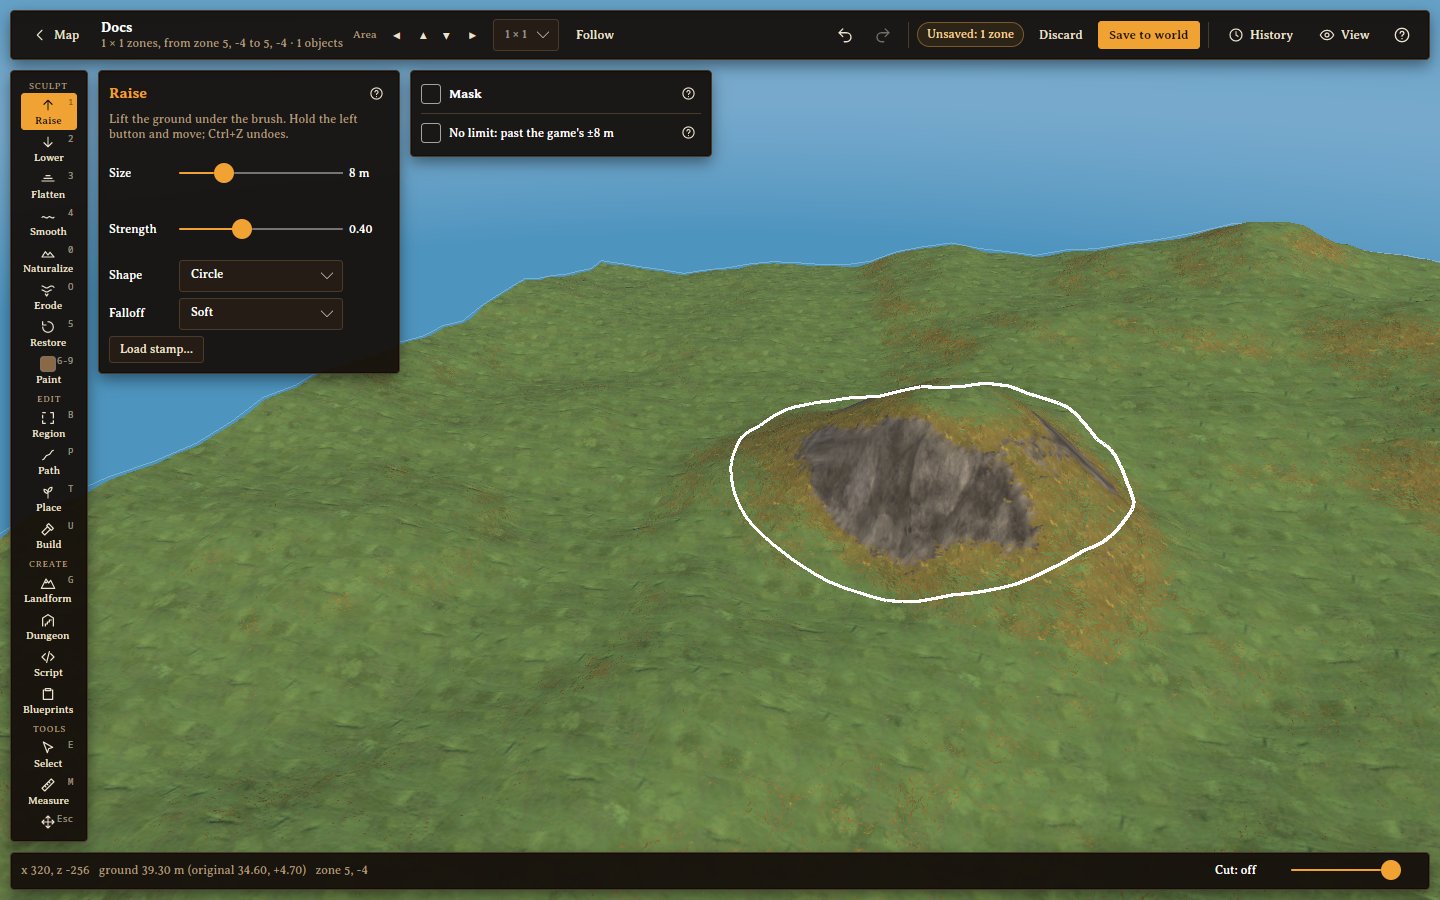 Map
Docs
1 × 1 zones, from zone 5, -4 to 5, -4 · 1 objects
Area
1 × 1
Follow
Unsaved: 1 zone
Discard
Save to world
History
View
SCULPT
1
Raise
2
Lower
3
Flatten
4
Smooth
0
Naturalize
O
Erode
5
Restore
6-9
Paint
EDIT
B
Region
P
Path
T
Place
U
Build
CREATE
G
Landform
Dungeon
Script
Blueprints
TOOLS
E
Select
M
Measure
Esc
Raise
Lift the ground under the brush. Hold the left
button and move; Ctrl+Z undoes.
Size
8 m
Strength
0.40
Shape
Circle
Falloff
Soft
Load stamp...
Mask
No limit: past the game's ±8 m
x 320, z -256 ground 39.30 m (original 34.60, +4.70) zone 5, -4
Cut: off